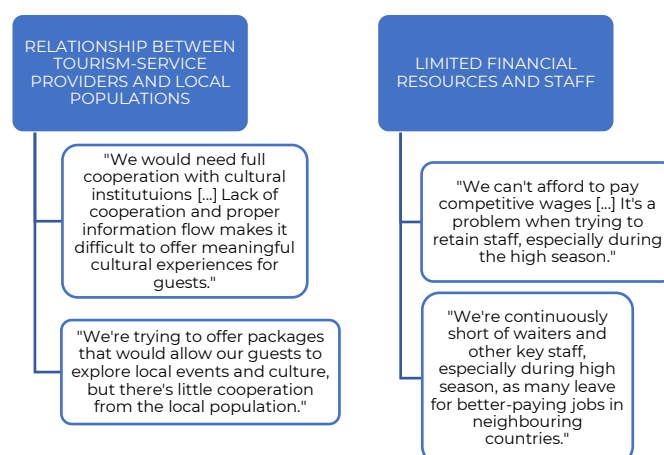 RELATIONSHIP BETWEEN
TOURISM-SERVICE
PROVIDERS AND LOCAL
POPULATIONS
"We would need full
cooperation with cultural
institutuions [...] Lack of
cooperation and proper
information flow makes it
difficult to offer meaningful
cultural experiences for
guests."
"We're trying to offer packages
that would allow our guests to
explore local events and culture,
but there's little cooperation
from the local population."
LIMITED FINANCIAL
RESOURCES AND STAFF
"We can't afford to pay
competitive wages [...] It's a
problem when trying to
retain staff, especially during
the high season."
"We're continuously
short of waiters and
other key staff,
especially during high
season, as many leave
for better-paying jobs in
neighbouring
countries."